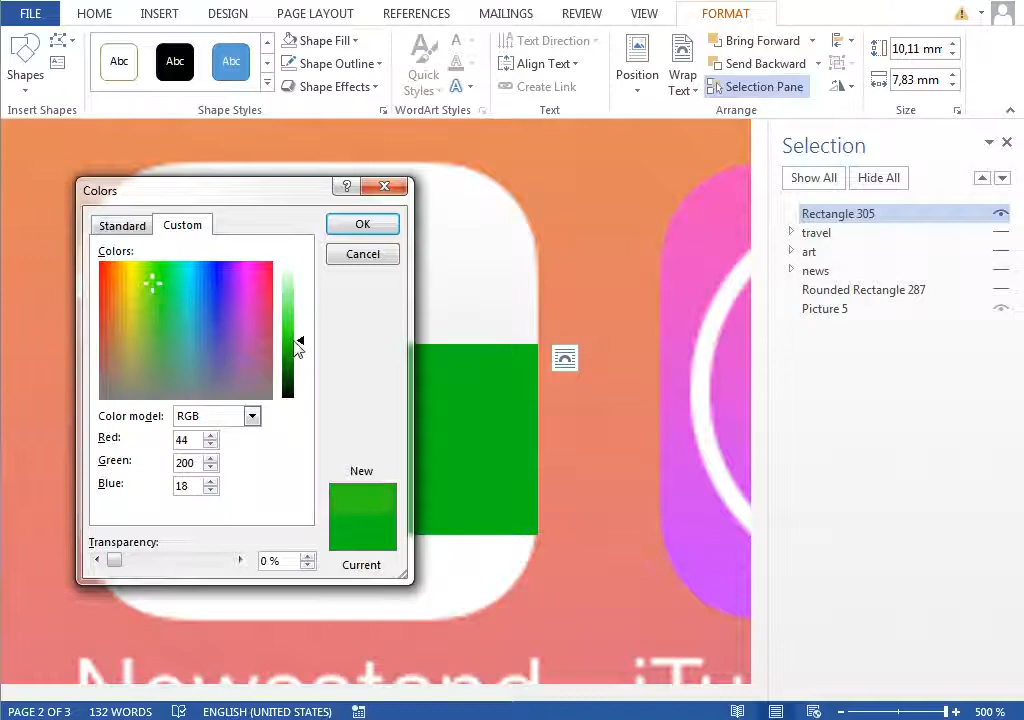 FILE HOME INSERT DESIGN PAGE LAYOUT REFERENCES MAILINGS REVIEW VIEW FORMAT
Shapes
Insert Shapes
Abc Abc Abc
Shape Fill
Shape Outline
Shape Effects
Shape Styles
Quick
Styles
A
A
A
WordArt Styles
Text Direction
Align Text
Create Link
Text
Position
Wrap
Text
Bring Forward
Send Backward
Selection Pane
Arrange
10,11 mm
7,83 mm
Size
Colors
?
Standard Custom
OK
Cancel
Colors:
Color model: RGB
Red: 44
Green: 200
Blue: 18
Transparency:
0 %
New
Current
Selection
Show All Hide All
Rectangle 305
travel
art
news
Rounded Rectangle 287
Picture 5
Newsstand
PAGE 2 OF 3 132 WORDS ENGLISH (UNITED STATES) 500 %